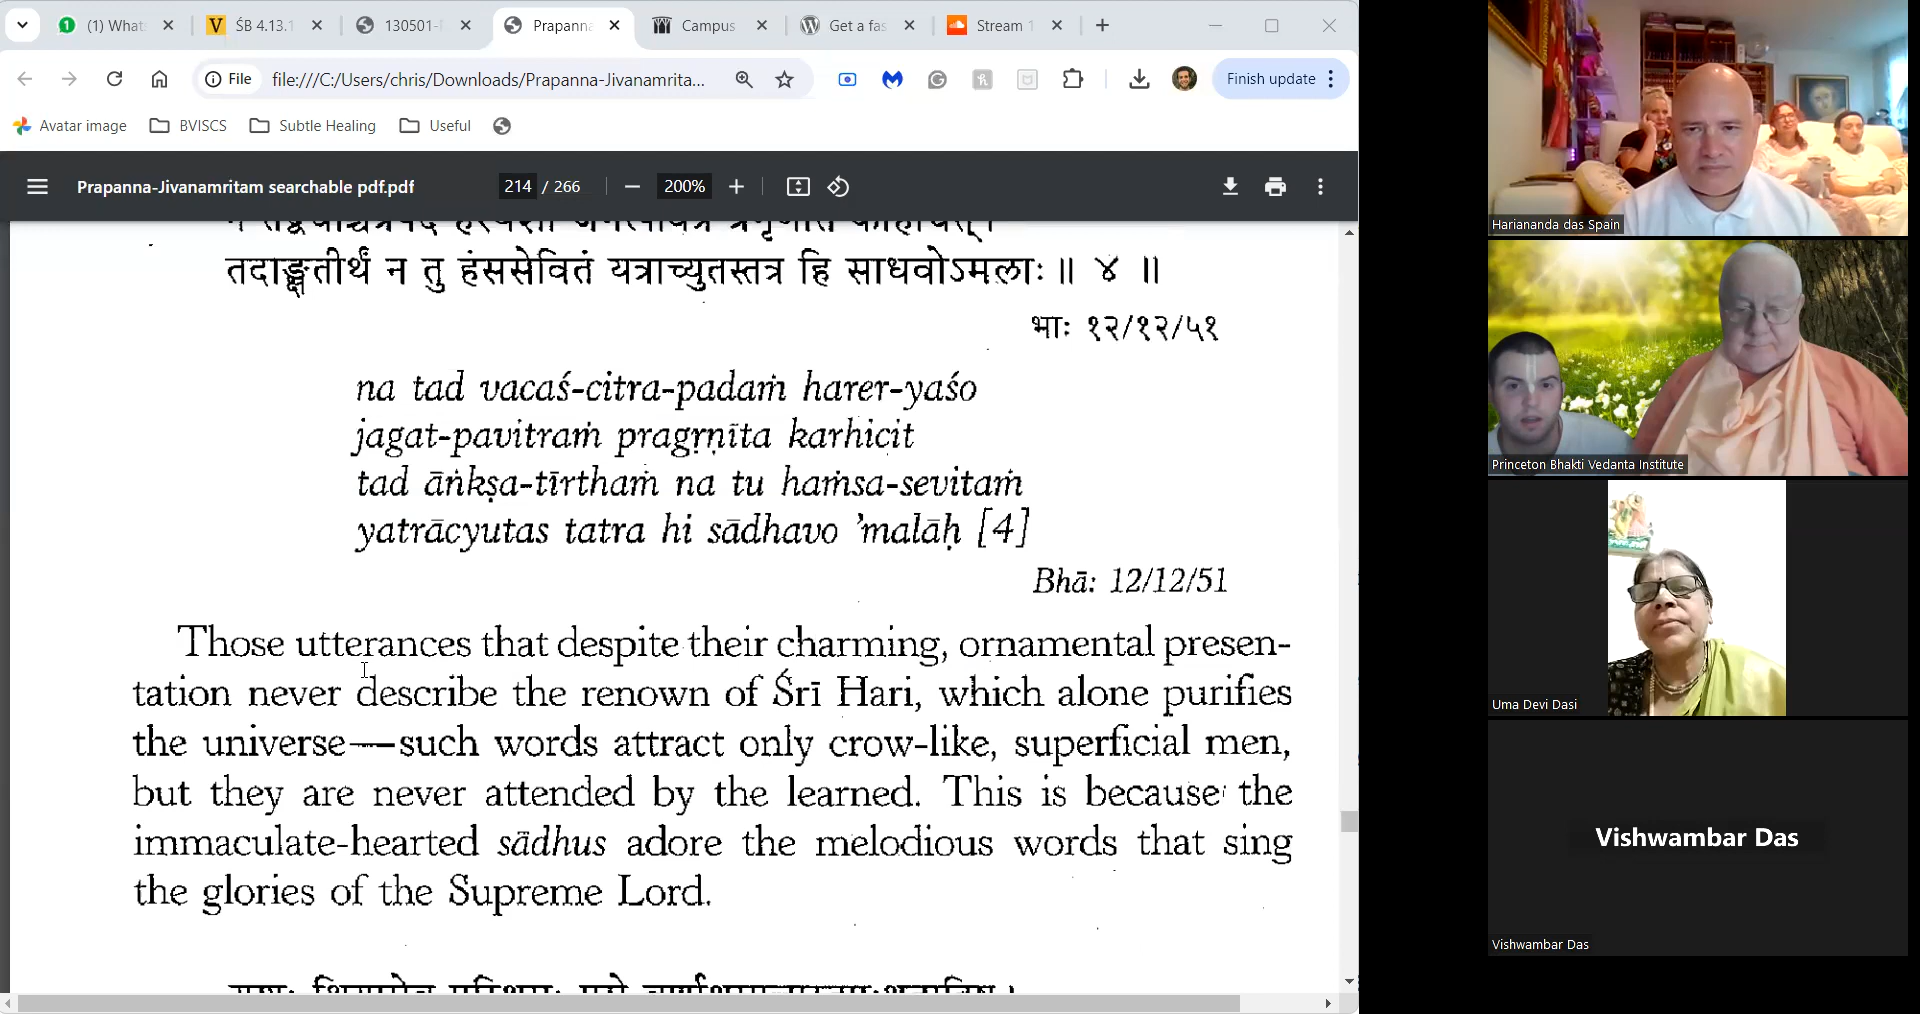 (1) Whats
ŚB 4.13.1
130501-
Prapanna
Campus
Get a fas
Stream 1
File
file:///C:/Users/chris/Downloads/Prapanna-Jivanamrita...
Finish update
Avatar image
BVISCS
Subtle Healing
Useful
Prapanna-Jivanamritam searchable pdf.pdf
214 / 266
200%
तदाङ्क्षतीर्थं न तु हंससेवितं यत्राच्युतस्तत्र हि साधवोऽमलाः ॥ ४ ॥
भाः १२/१२/५१
na tad vacaś-citra-padaṁ harer-yaśo
jagat-pavitraṁ pragṛṇīta karhicit
tad āṅkṣa-tīrthaṁ na tu haṁsa-sevitaṁ
yatrācyutas tatra hi sādhavo 'malāḥ [4]
Bhā: 12/12/51
Those utterances that despite their charming, ornamental presen-
tation never describe the renown of Śrī Hari, which alone purifies
the universe—such words attract only crow-like, superficial men,
but they are never attended by the learned. This is because the
immaculate-hearted sādhus adore the melodious words that sing
the glories of the Supreme Lord.
Hariananda das Spain
Princeton Bhakti Vedanta Institute
Uma Devi Dasi
Vishwambar Das
Vishwambar Das